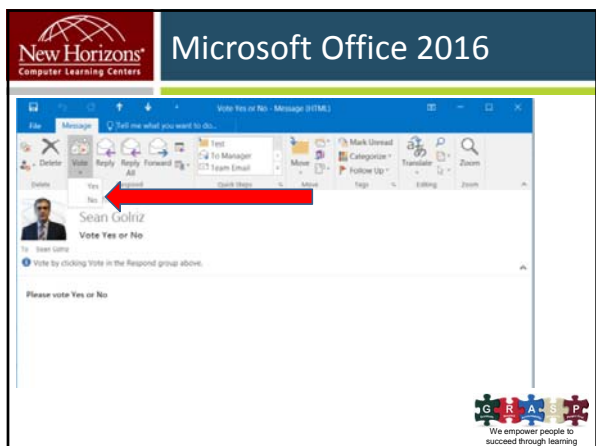 New Horizons®
Computer Learning Centers
Microsoft Office 2016
Vote Yes or No - Message (HTML)
File Message Tell me what you want to do...
Delete Vote Reply Reply All Forward
Test
To Manager
Team Email
Move
Mark Unread
Categorize
Follow Up
Translate Zoom
Delete Respond Quick Steps Move Tags Editing Zoom
Yes
No
Sean Golriz
Vote Yes or No
To Sean Golriz
Vote by clicking Vote in the Respond group above.
Please vote Yes or No
G R A S P
We empower people to
succeed through learning